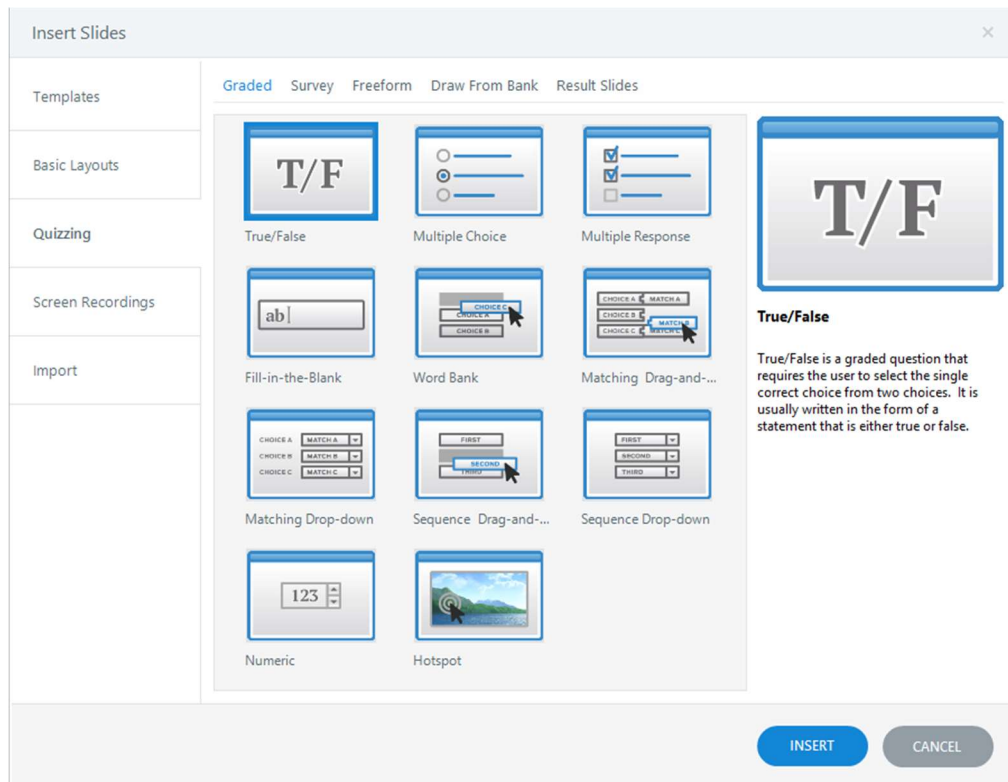 Insert Slides
Templates
Basic Layouts
Quizzing
Screen Recordings
Import
Graded Survey Freeform Draw From Bank Result Slides
T/F
True/False
Multiple Choice
Multiple Response
ab
Fill-in-the-Blank
CHOICE C
CHOICE A
CHOICE B
Word Bank
CHOICE A MATCH A
CHOICE B MATCH B
CHOICE C MATCH C
Matching Drag-and-...
CHOICE A MATCH A
CHOICE B MATCH B
CHOICE C MATCH C
Matching Drop-down
FIRST
SECOND
THIRD
Sequence Drag-and-...
FIRST
SECOND
THIRD
Sequence Drop-down
123
Numeric
Hotspot
T/F
True/False
True/False is a graded question that
requires the user to select the single
correct choice from two choices. It is
usually written in the form of a
statement that is either true or false.
INSERT
CANCEL